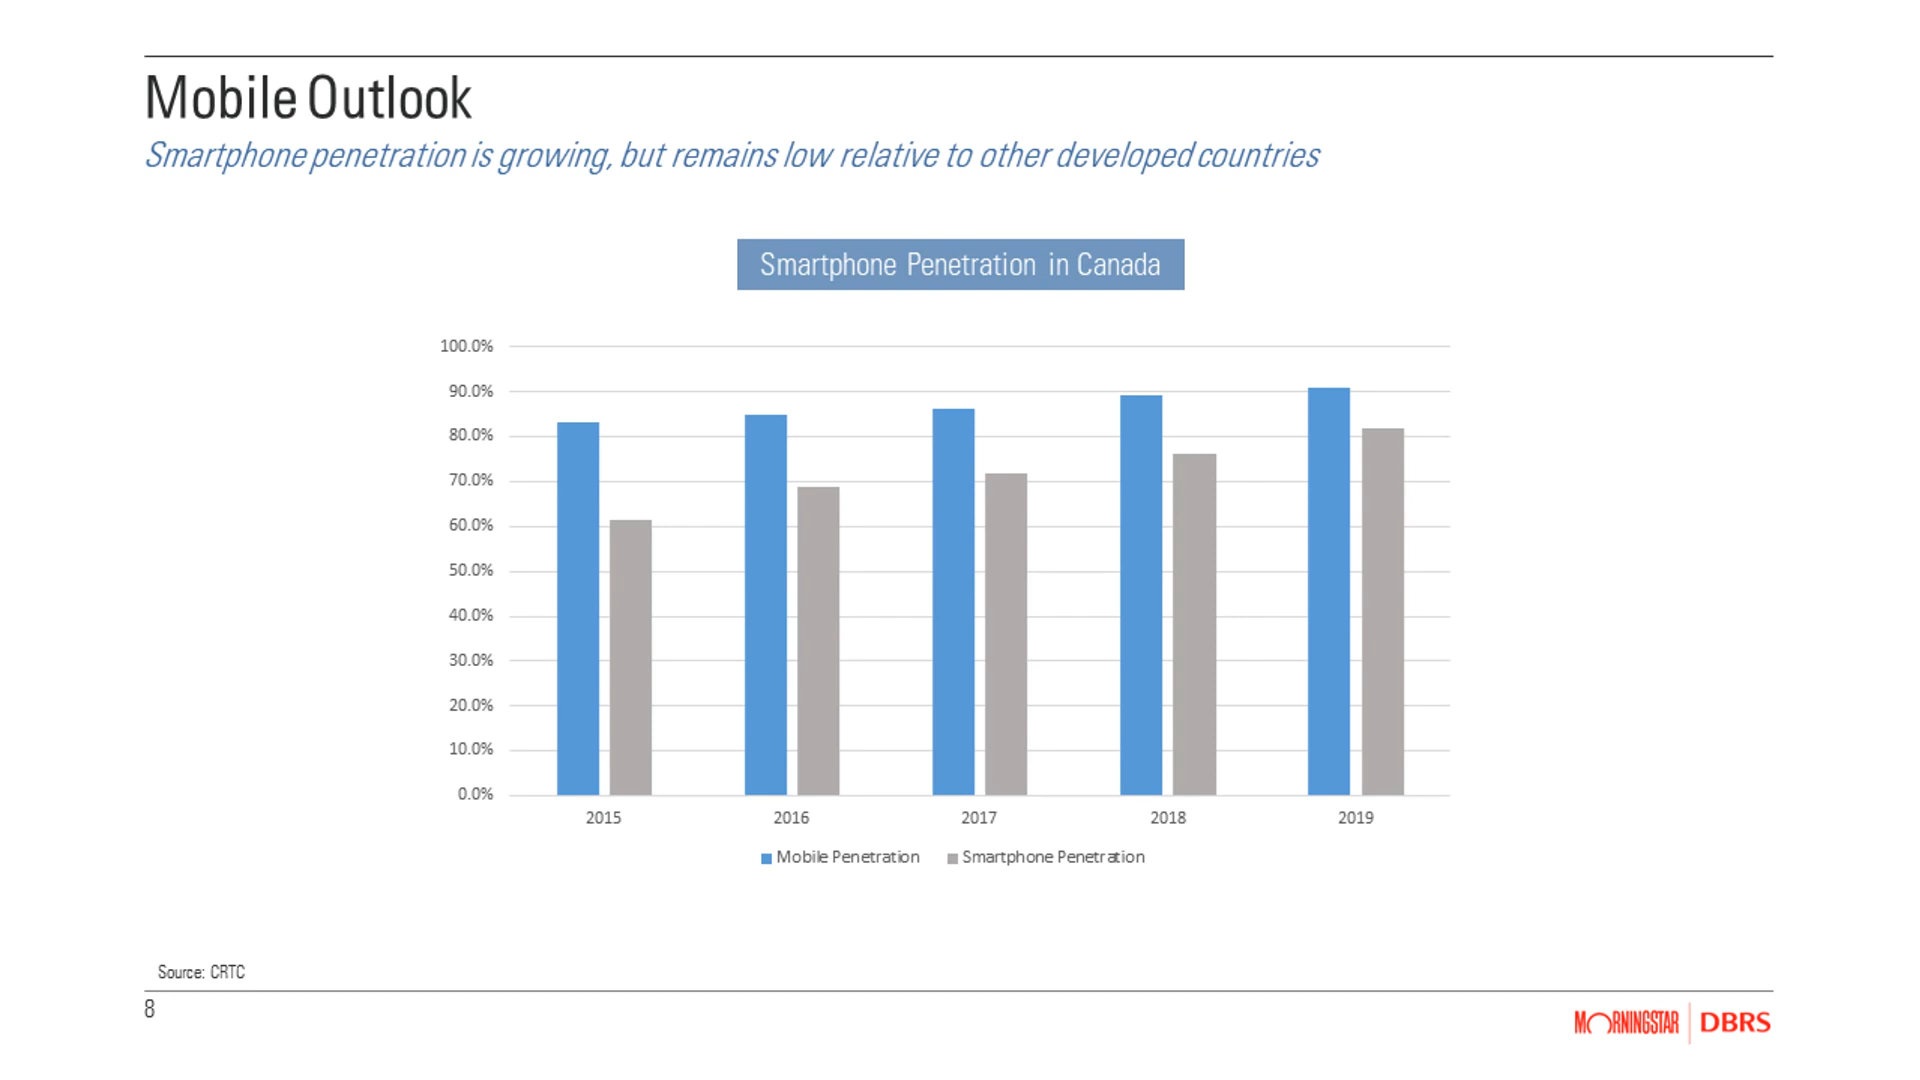 Mobile Outlook
Smartphone penetration is growing, but remains low relative to other developed countries
Smartphone Penetration in Canada
100.0%
90.0%
80.0%
70.0%
60.0%
50.0%
40.0%
30.0%
20.0%
10.0%
0.0%
2015 2016 2017 2018 2019
Mobile Penetration Smartphone Penetration
Source: CRTC
8
MORNINGSTAR DBRS